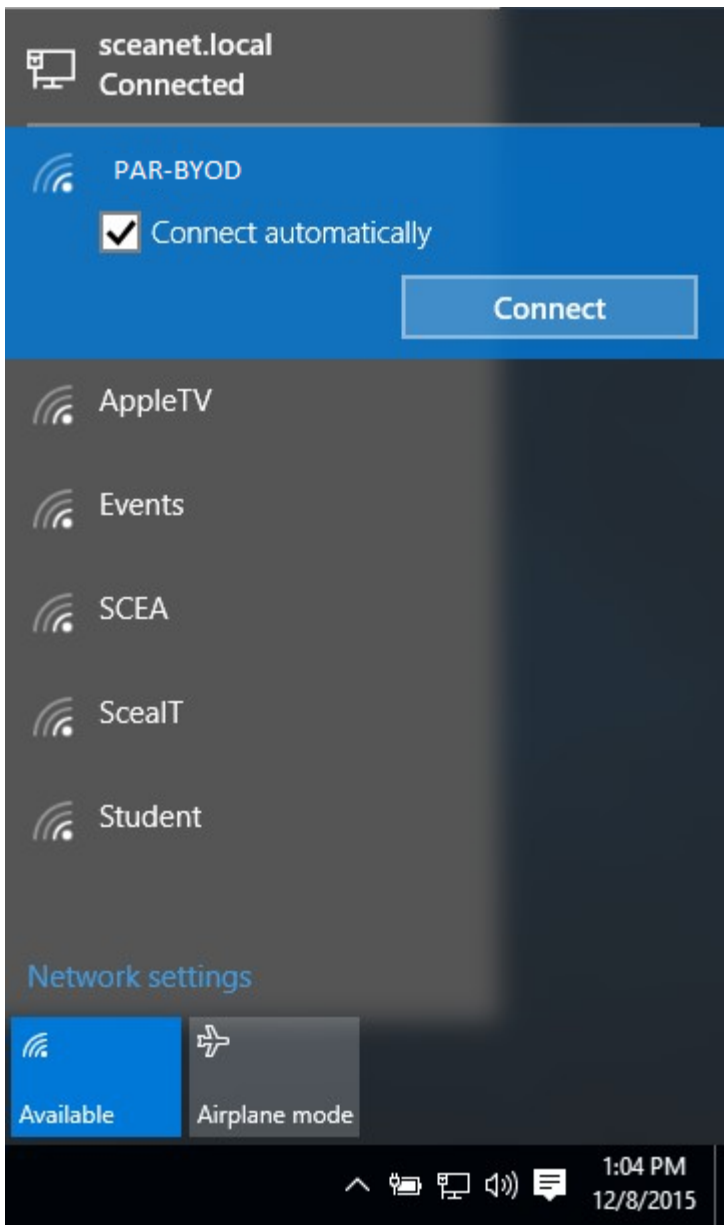 sceanet.local
Connected
PAR-BYOD
Connect automatically
Connect
AppleTV
Events
SCEA
SceaIT
Student
Network settings
Available
Airplane mode
1:04 PM
12/8/2015